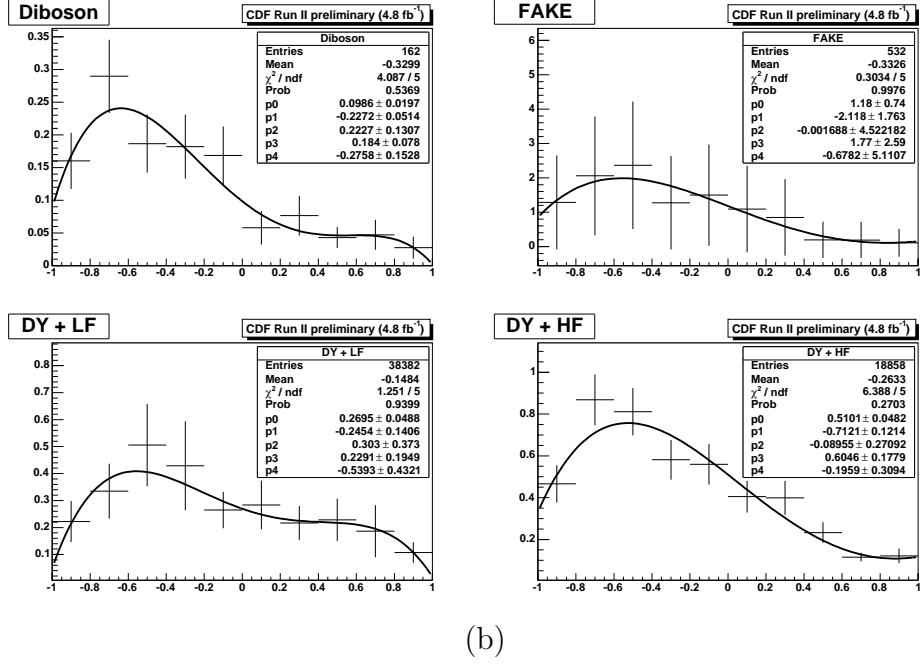 Diboson
CDF Run II preliminary (4.8 fb⁻¹)
Diboson
Entries 162
Mean -0.3299
χ² / ndf 4.087 / 5
Prob 0.5369
p0 0.0986 ± 0.0197
p1 -0.2272 ± 0.0514
p2 0.2227 ± 0.1307
p3 0.184 ± 0.078
p4 -0.2758 ± 0.1528
0.35
0.3
0.25
0.2
0.15
0.1
0.05
0
-1 -0.8 -0.6 -0.4 -0.2 0 0.2 0.4 0.6 0.8 1
FAKE
CDF Run II preliminary (4.8 fb⁻¹)
FAKE
Entries 532
Mean -0.3326
χ² / ndf 0.3034 / 5
Prob 0.9976
p0 1.18 ± 0.74
p1 -2.118 ± 1.763
p2 -0.001688 ± 4.522182
p3 1.77 ± 2.59
p4 -0.6782 ± 5.1107
6
5
4
3
2
1
0
-1 -0.8 -0.6 -0.4 -0.2 0 0.2 0.4 0.6 0.8 1
DY + LF
CDF Run II preliminary (4.8 fb⁻¹)
DY + LF
Entries 38382
Mean -0.1484
χ² / ndf 1.251 / 5
Prob 0.9399
p0 0.2695 ± 0.0488
p1 -0.2454 ± 0.1406
p2 0.303 ± 0.373
p3 0.2291 ± 0.1949
p4 -0.5393 ± 0.4321
0.8
0.7
0.6
0.5
0.4
0.3
0.2
0.1
-1 -0.8 -0.6 -0.4 -0.2 0 0.2 0.4 0.6 0.8 1
DY + HF
CDF Run II preliminary (4.8 fb⁻¹)
DY + HF
Entries 18858
Mean -0.2633
χ² / ndf 6.388 / 5
Prob 0.2703
p0 0.5101 ± 0.0482
p1 -0.7121 ± 0.1214
p2 -0.08955 ± 0.27092
p3 0.6046 ± 0.1779
p4 -0.1959 ± 0.3094
1
0.8
0.6
0.4
0.2
-1 -0.8 -0.6 -0.4 -0.2 0 0.2 0.4 0.6 0.8 1
(b)